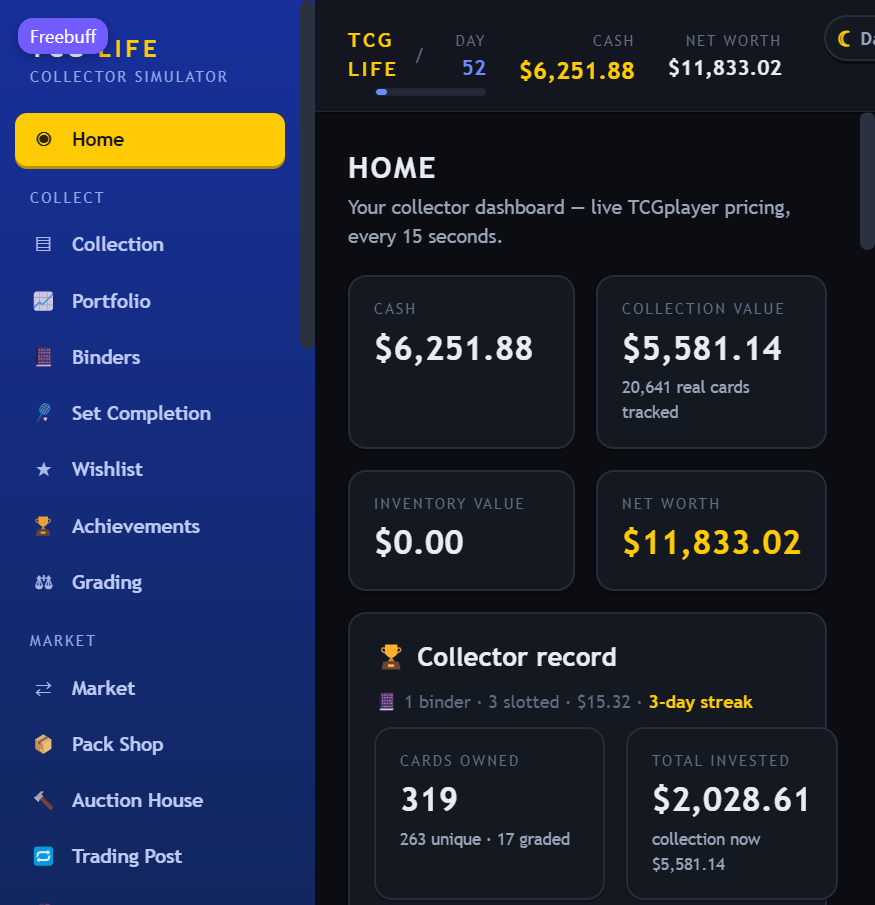 Freebuff
LIFE
COLLECTOR SIMULATOR
Home
COLLECT
Collection
Portfolio
Binders
Set Completion
Wishlist
Achievements
Grading
MARKET
Market
Pack Shop
Auction House
Trading Post
TCG
LIFE
/
DAY
52
CASH
$6,251.88
NET WORTH
$11,833.02
HOME
Your collector dashboard — live TCGplayer pricing,
every 15 seconds.
CASH
$6,251.88
COLLECTION VALUE
$5,581.14
20,641 real cards
tracked
INVENTORY VALUE
$0.00
NET WORTH
$11,833.02
Collector record
1 binder · 3 slotted · $15.32 · 3-day streak
CARDS OWNED
319
263 unique · 17 graded
TOTAL INVESTED
$2,028.61
collection now
$5,581.14